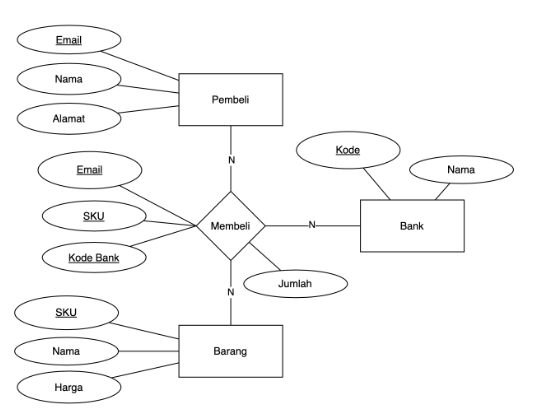 Email
Nama
Alamat
Pembeli
N
Email
SKU
Kode Bank
Membeli
N
Kode
Nama
Bank
Jumlah
N
SKU
Nama
Harga
Barang